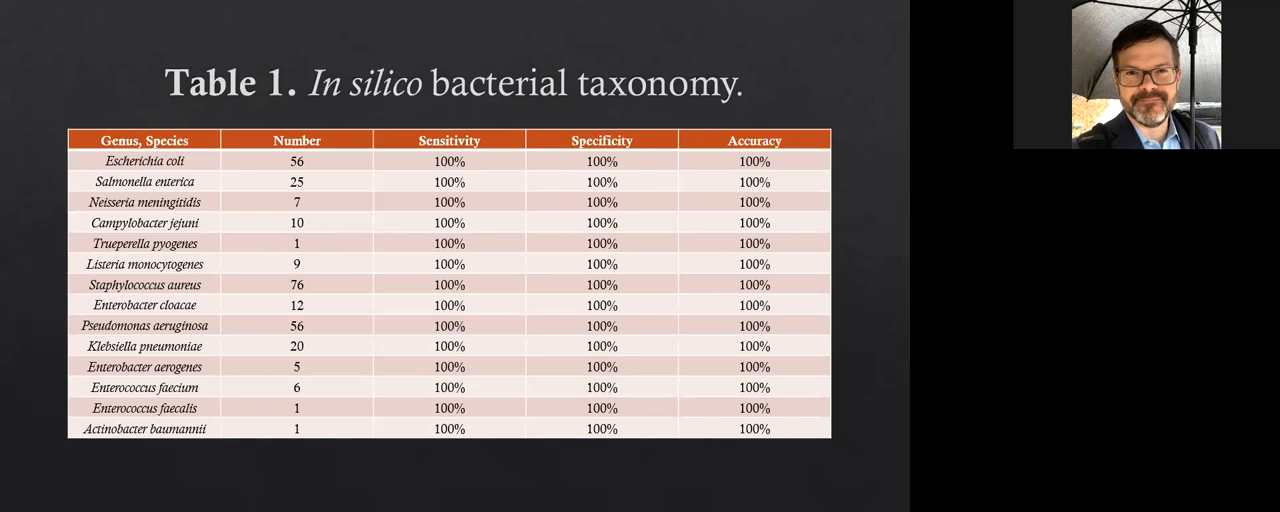 Table 1. In silico bacterial taxonomy.
Genus, Species Number Sensitivity Specificity Accuracy
Escherichia coli 56 100% 100% 100%
Salmonella enterica 25 100% 100% 100%
Neisseria meningitidis 7 100% 100% 100%
Campylobacter jejuni 10 100% 100% 100%
Trueperella pyogenes 1 100% 100% 100%
Listeria monocytogenes 9 100% 100% 100%
Staphylococcus aureus 76 100% 100% 100%
Enterobacter cloacae 12 100% 100% 100%
Pseudomonas aeruginosa 56 100% 100% 100%
Klebsiella pneumoniae 20 100% 100% 100%
Enterobacter aerogenes 5 100% 100% 100%
Enterococcus faecium 6 100% 100% 100%
Enterococcus faecalis 1 100% 100% 100%
Actinobacter baumannii 1 100% 100% 100%